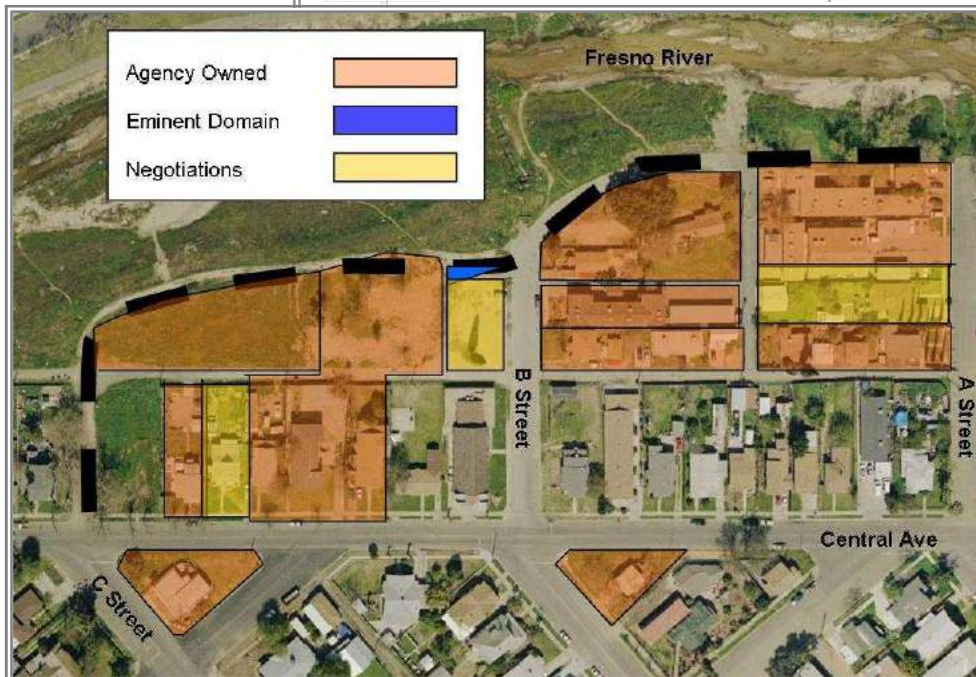 Agency Owned
Eminent Domain
Negotiations
Fresno River
B Street
A Street
Central Ave
C Street